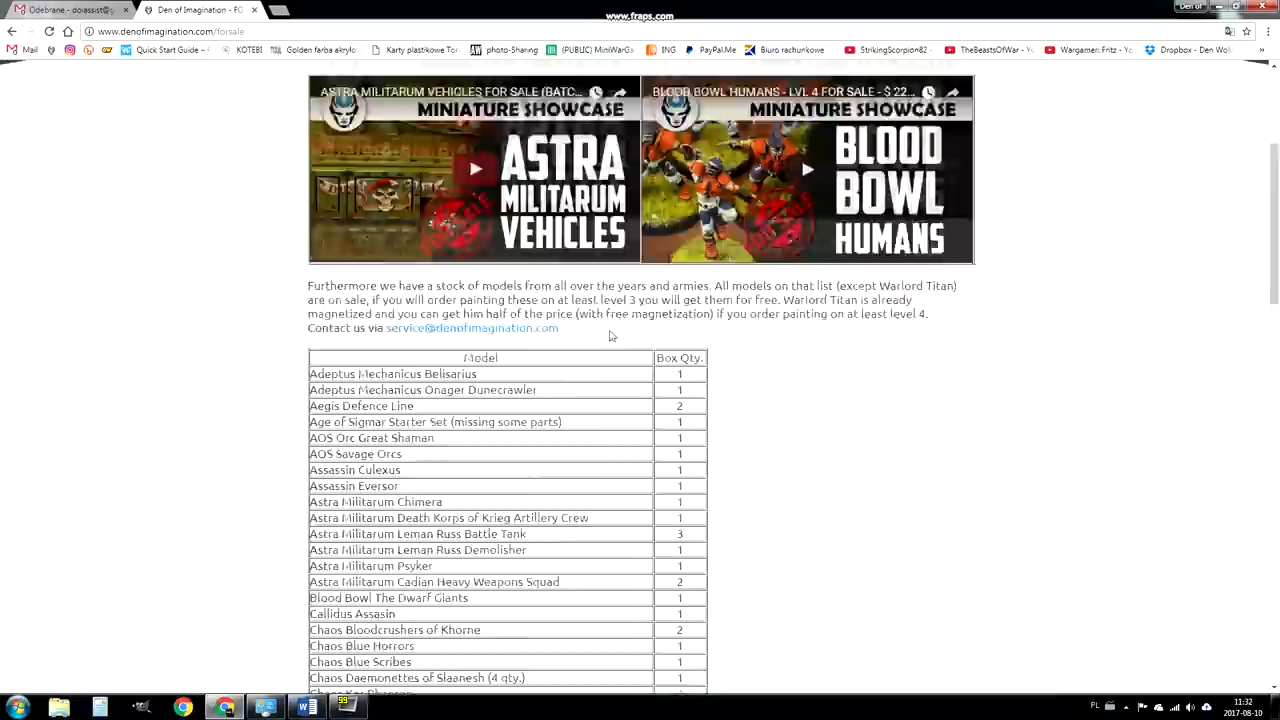 www.fraps.com
Odebrane - dorassist@g
Den of Imagination - FO
Den of
www.denofimagination.com/forsale
Mail
Quick Start Guide -
KOTEBI
Golden farba akrylo
Karty plastikowe Tor
photo-Sharing
(PUBLIC) MiniWarGa
ING
PayPal.Me
Biuro rachunkowe
StrikingScorpion82 -
TheBeastsOfWar - Yo
Wargamer.Fritz - Yo
Dropbox - Den Wol
ASTRA MILITARUM VEHICLES FOR SALE (BATC...
MINIATURE SHOWCASE
ASTRA
MILITARUM
VEHICLES
FOR SALE
BLOOD BOWL HUMANS - LVL 4 FOR SALE - $ 22...
MINIATURE SHOWCASE
BLOOD
BOWL
HUMANS
FOR SALE
Furthermore we have a stock of models from all over the years and armies. All models on that list (except Warlord Titan)
are on sale, if you will order painting these on at least level 3 you will get them for free. Warlord Titan is already
magnetized and you can get him half of the price (with free magnetization) if you order painting on at least level 4.
Contact us via service@denofimagination.com
Model Box Qty.
Adeptus Mechanicus Belisarius 1
Adeptus Mechanicus Onager Dunecrawler 1
Aegis Defence Line 2
Age of Sigmar Starter Set (missing some parts) 1
AOS Orc Great Shaman 1
AOS Savage Orcs 1
Assassin Culexus 1
Assassin Eversor 1
Astra Militarum Chimera 1
Astra Militarum Death Korps of Krieg Artillery Crew 1
Astra Militarum Leman Russ Battle Tank 3
Astra Militarum Leman Russ Demolisher 1
Astra Militarum Psyker 1
Astra Militarum Cadian Heavy Weapons Squad 2
Blood Bowl The Dwarf Giants 1
Callidus Assasin 1
Chaos Bloodcrushers of Khorne 2
Chaos Blue Horrors 1
Chaos Blue Scribes 1
Chaos Daemonettes of Slaanesh (4 qty.) 1
99
PL
11:32
2017-08-10